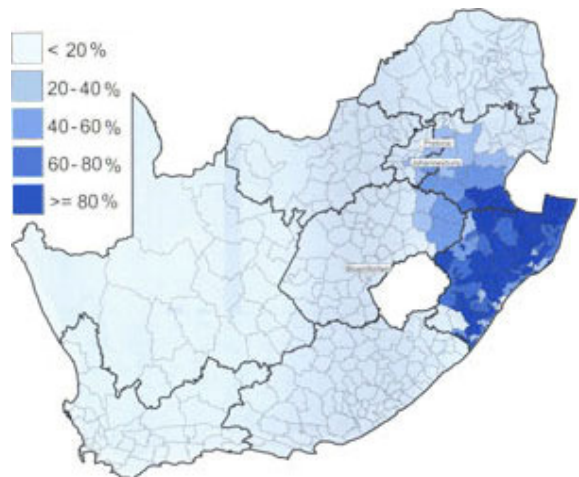 < 20 %
20 - 40 %
40 - 60 %
60 - 80 %
>= 80 %
Pretoria
Johannesburg
Bloemfontein